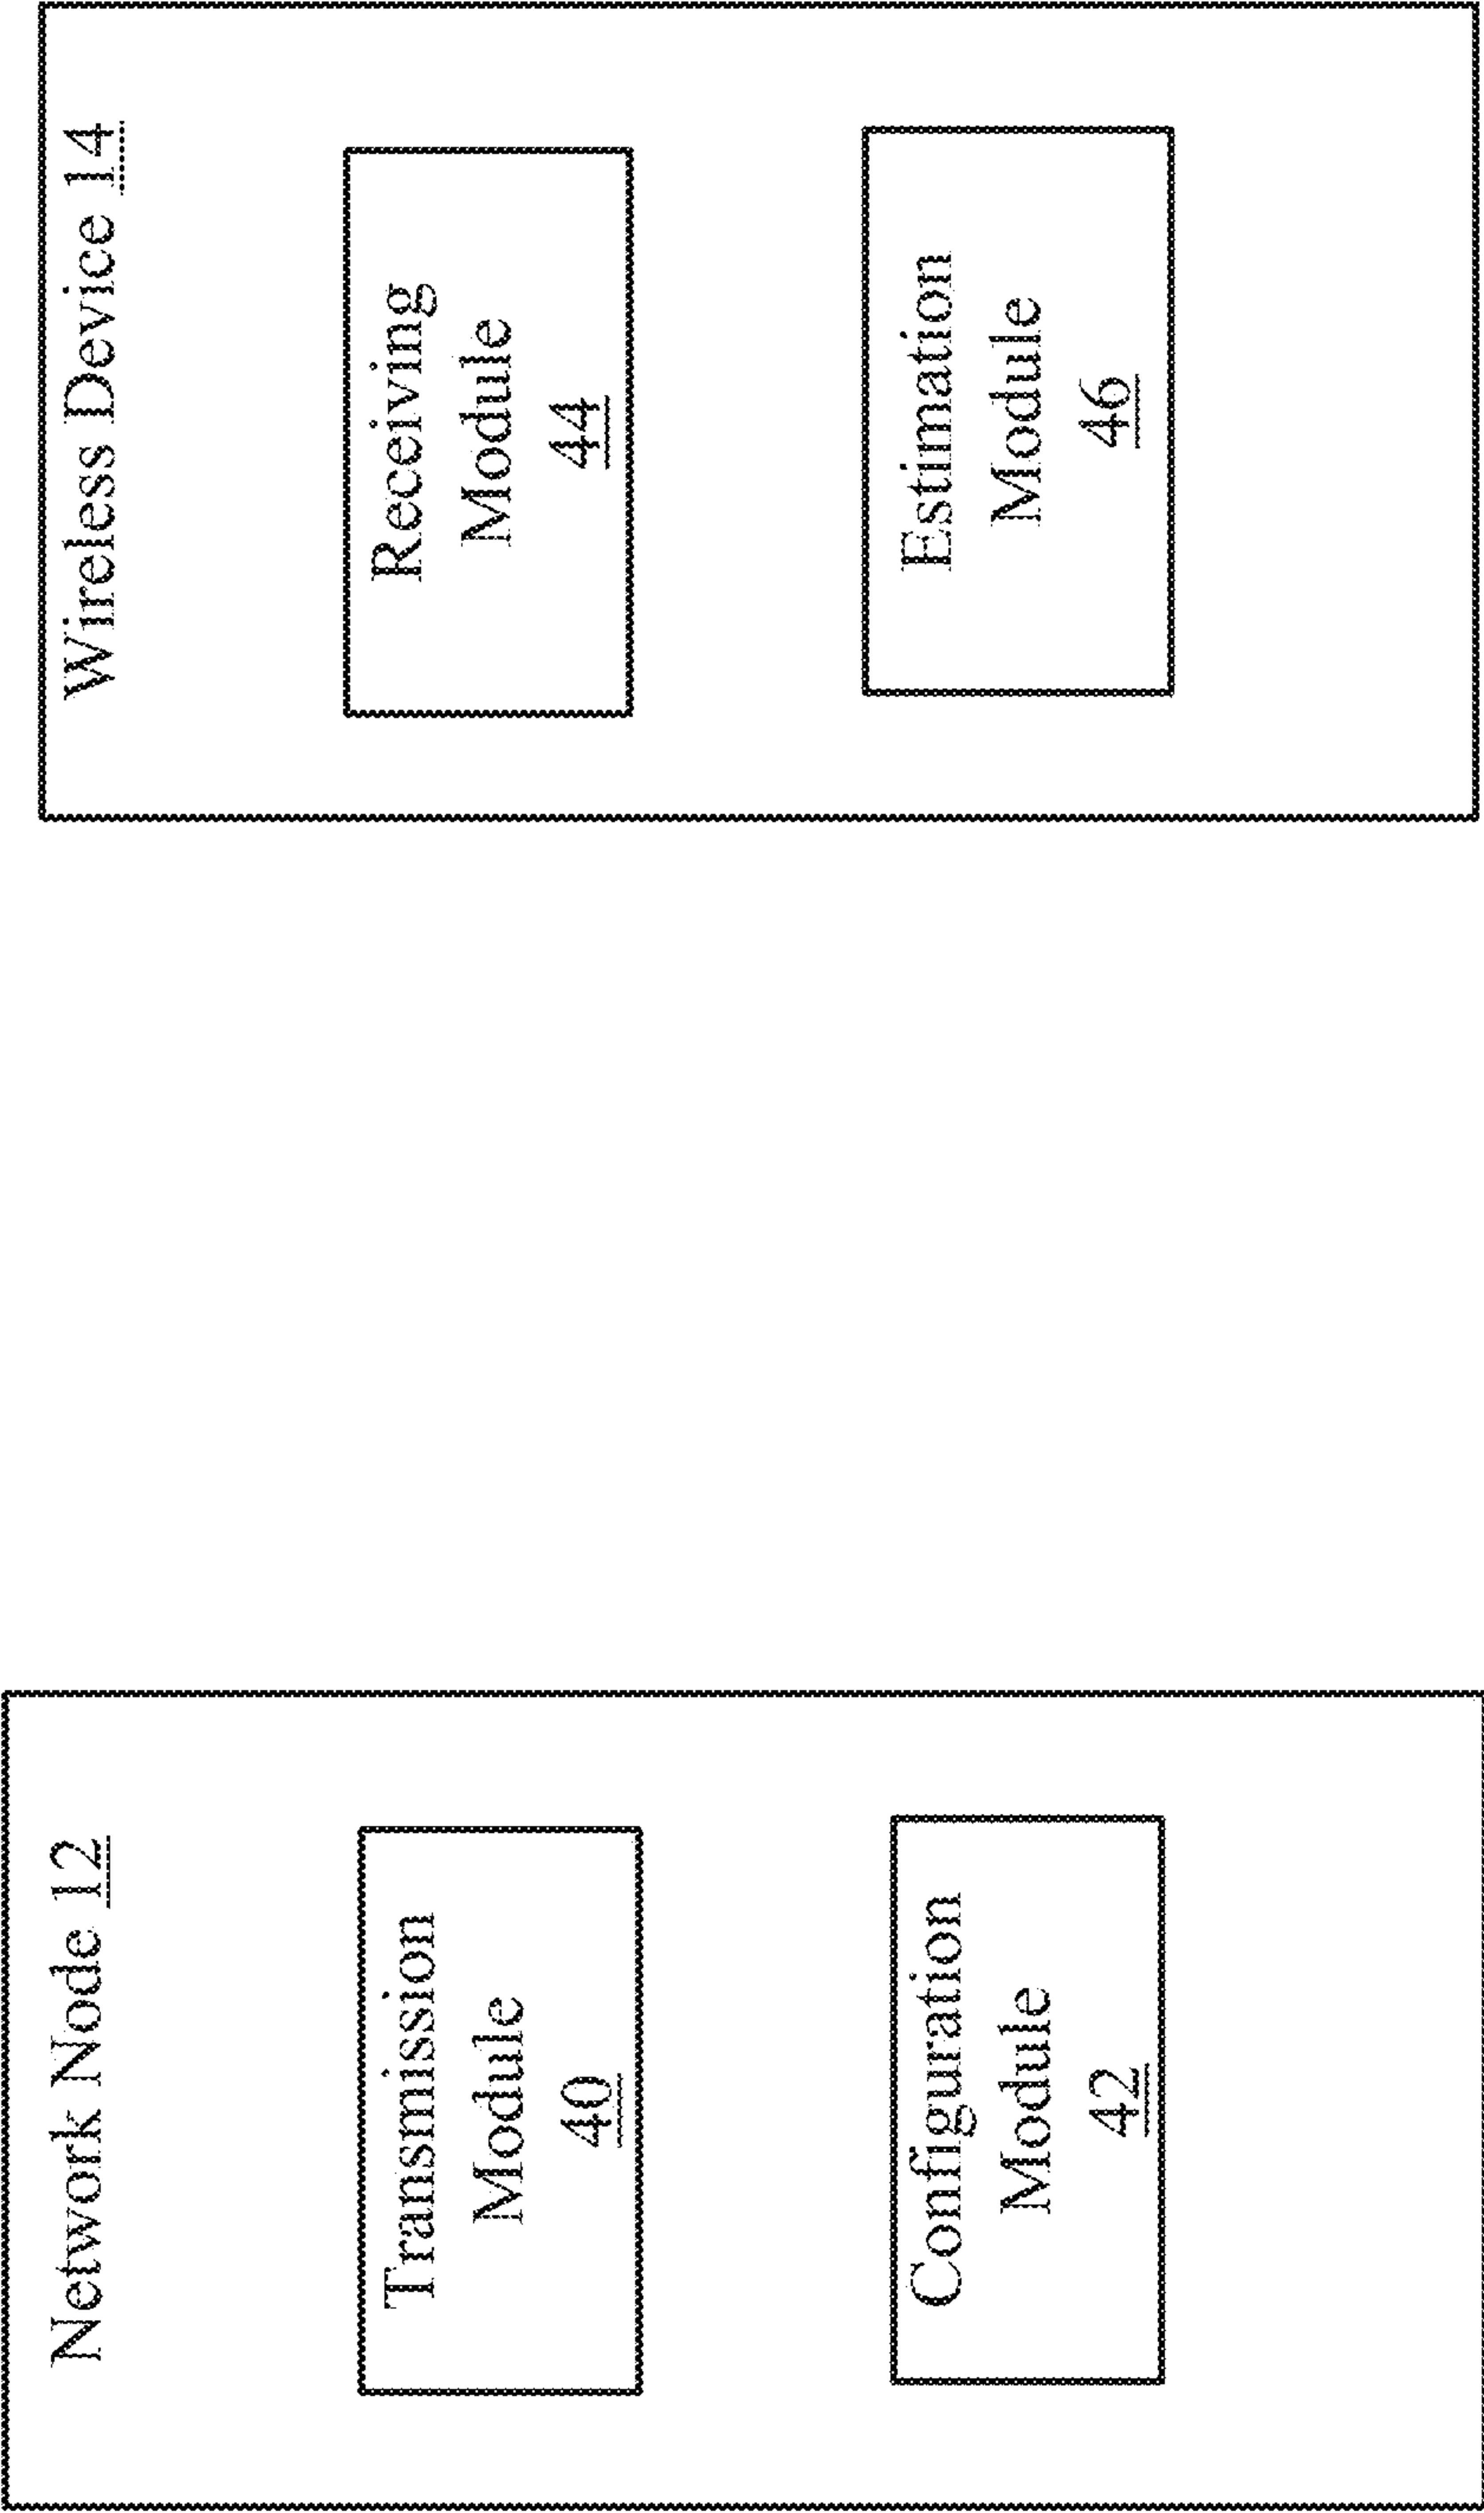 Network Node 12
Transmission
Module
40
Configuration
Module
42
Wireless Device 14
Receiving
Module
44
Estimation
Module
46